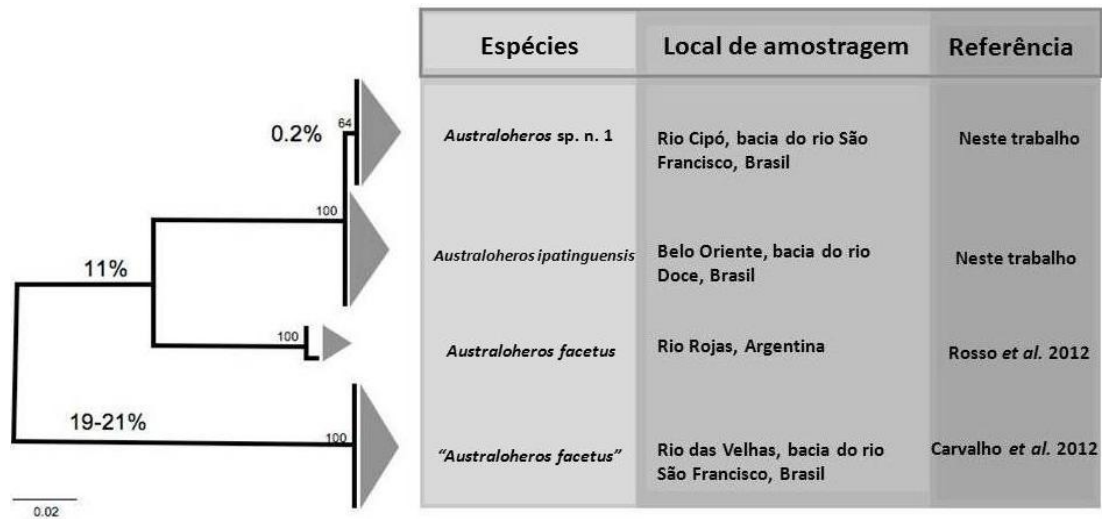 Espécies Local de amostragem Referência
0.2%
64
Australoheros sp. n. 1
Rio Cipó, bacia do rio São
Francisco, Brasil
Neste trabalho
100
11%
Australoheros ipatinguensis
Belo Oriente, bacia do rio
Doce, Brasil
Neste trabalho
100
Australoheros facetus
Rio Rojas, Argentina
Rosso et al. 2012
19-21%
100
“Australoheros facetus”
Rio das Velhas, bacia do rio
São Francisco, Brasil
Carvalho et al. 2012
0.02